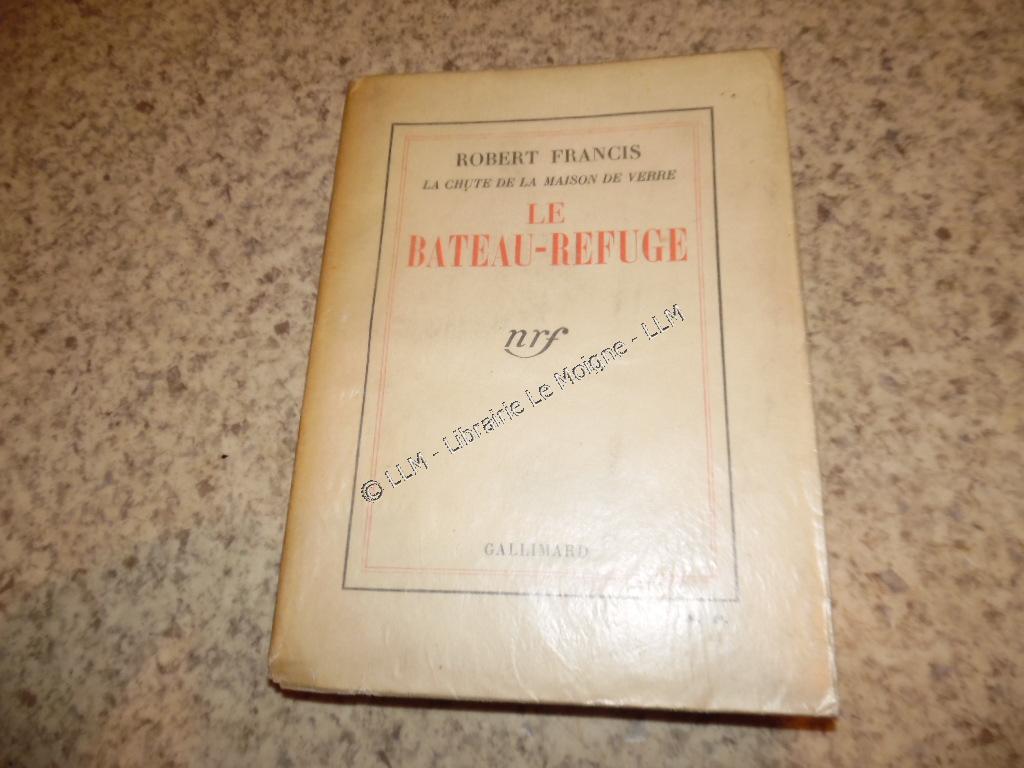 ROBERT FRANCIS
LA CHUTE DE LA MAISON DE VERRE
LE
BATEAU-REFUGE
nrf
© LLM - Librairie Le Moigne - LLM
GALLIMARD